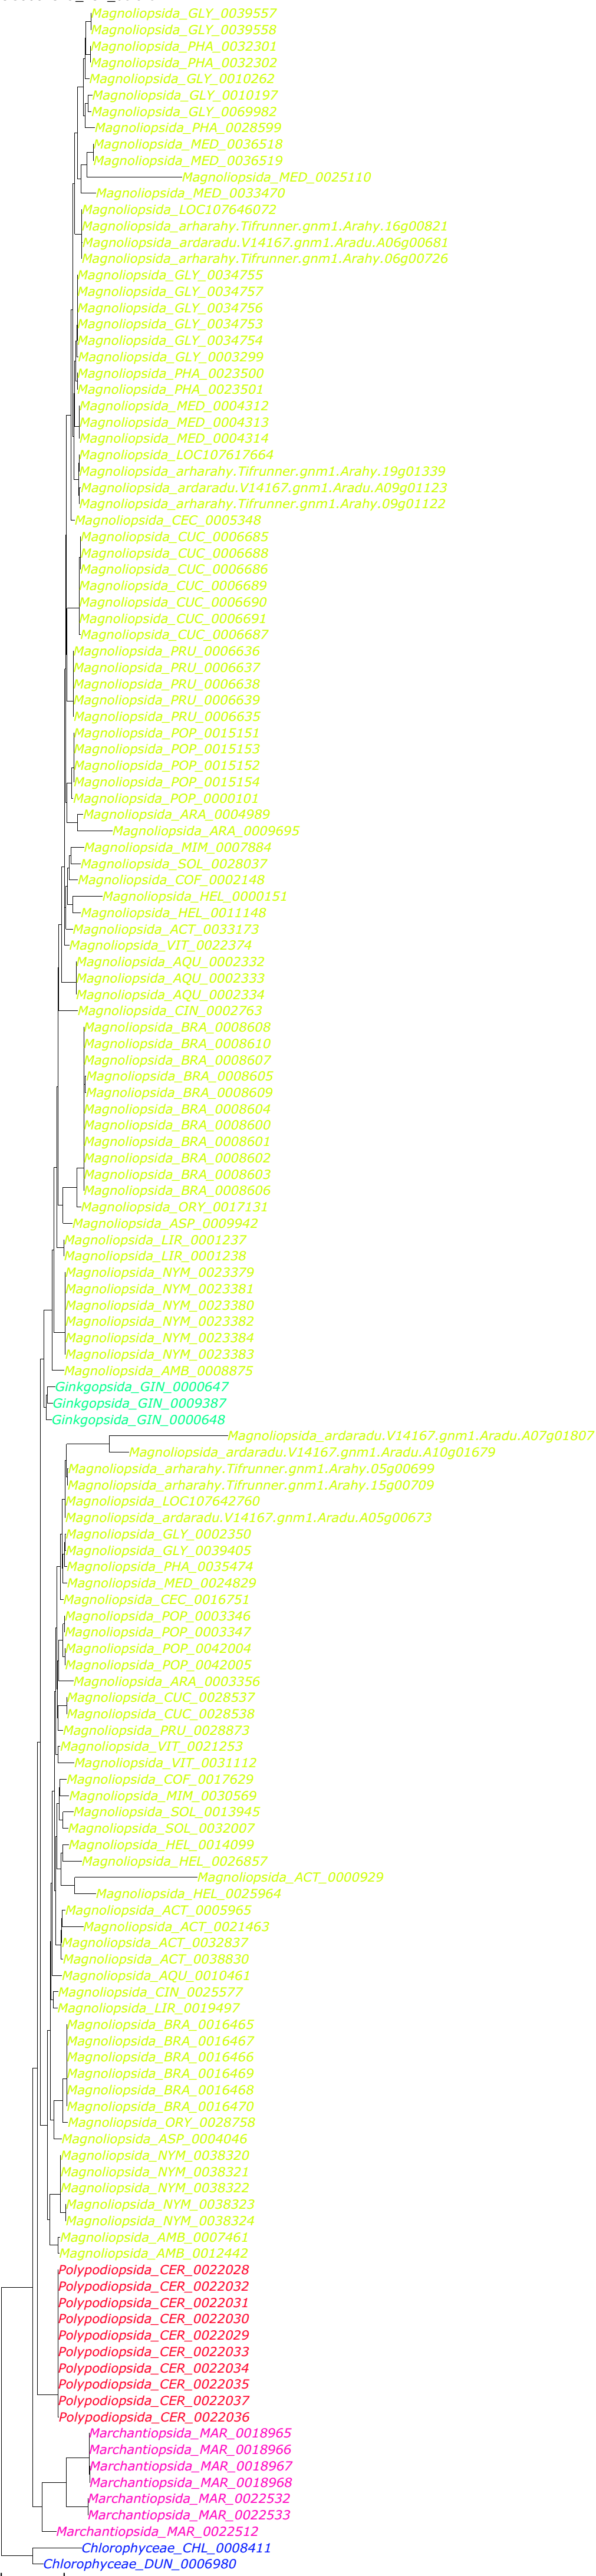 Magnoliopsida_GLY_0039557
Magnoliopsida_GLY_0039558
Magnoliopsida_PHA_0032301
Magnoliopsida_PHA_0032302
Magnoliopsida_GLY_0010262
Magnoliopsida_GLY_0010197
Magnoliopsida_GLY_0069982
Magnoliopsida_PHA_0028599
Magnoliopsida_MED_0036518
Magnoliopsida_MED_0036519
Magnoliopsida_MED_0025110
Magnoliopsida_MED_0033470
Magnoliopsida_LOC107646072
Magnoliopsida_arharahy.Tifrunner.gnm1.Arahy.16g00821
Magnoliopsida_ardaradu.V14167.gnm1.Aradu.A06g00681
Magnoliopsida_arharahy.Tifrunner.gnm1.Arahy.06g00726
Magnoliopsida_GLY_0034755
Magnoliopsida_GLY_0034757
Magnoliopsida_GLY_0034756
Magnoliopsida_GLY_0034753
Magnoliopsida_GLY_0034754
Magnoliopsida_GLY_0003299
Magnoliopsida_PHA_0023500
Magnoliopsida_PHA_0023501
Magnoliopsida_MED_0004312
Magnoliopsida_MED_0004313
Magnoliopsida_MED_0004314
Magnoliopsida_LOC107617664
Magnoliopsida_arharahy.Tifrunner.gnm1.Arahy.19g01339
Magnoliopsida_ardaradu.V14167.gnm1.Aradu.A09g01123
Magnoliopsida_arharahy.Tifrunner.gnm1.Arahy.09g01122
Magnoliopsida_CEC_0005348
Magnoliopsida_CUC_0006685
Magnoliopsida_CUC_0006688
Magnoliopsida_CUC_0006686
Magnoliopsida_CUC_0006689
Magnoliopsida_CUC_0006690
Magnoliopsida_CUC_0006691
Magnoliopsida_CUC_0006687
Magnoliopsida_PRU_0006636
Magnoliopsida_PRU_0006637
Magnoliopsida_PRU_0006638
Magnoliopsida_PRU_0006639
Magnoliopsida_PRU_0006635
Magnoliopsida_POP_0015151
Magnoliopsida_POP_0015153
Magnoliopsida_POP_0015152
Magnoliopsida_POP_0015154
Magnoliopsida_POP_0000101
Magnoliopsida_ARA_0004989
Magnoliopsida_ARA_0009695
Magnoliopsida_MIM_0007884
Magnoliopsida_SOL_0028037
Magnoliopsida_COF_0002148
Magnoliopsida_HEL_0000151
Magnoliopsida_HEL_0011148
Magnoliopsida_ACT_0033173
Magnoliopsida_VIT_0022374
Magnoliopsida_AQU_0002332
Magnoliopsida_AQU_0002333
Magnoliopsida_AQU_0002334
Magnoliopsida_CIN_0002763
Magnoliopsida_BRA_0008608
Magnoliopsida_BRA_0008610
Magnoliopsida_BRA_0008607
Magnoliopsida_BRA_0008605
Magnoliopsida_BRA_0008609
Magnoliopsida_BRA_0008604
Magnoliopsida_BRA_0008600
Magnoliopsida_BRA_0008601
Magnoliopsida_BRA_0008602
Magnoliopsida_BRA_0008603
Magnoliopsida_BRA_0008606
Magnoliopsida_ORY_0017131
Magnoliopsida_ASP_0009942
Magnoliopsida_LIR_0001237
Magnoliopsida_LIR_0001238
Magnoliopsida_NYM_0023379
Magnoliopsida_NYM_0023381
Magnoliopsida_NYM_0023380
Magnoliopsida_NYM_0023382
Magnoliopsida_NYM_0023384
Magnoliopsida_NYM_0023383
Magnoliopsida_AMB_0008875
Ginkgopsida_GIN_0000647
Ginkgopsida_GIN_0009387
Ginkgopsida_GIN_0000648
Magnoliopsida_ardaradu.V14167.gnm1.Aradu.A07g01807
Magnoliopsida_ardaradu.V14167.gnm1.Aradu.A10g01679
Magnoliopsida_arharahy.Tifrunner.gnm1.Arahy.05g00699
Magnoliopsida_arharahy.Tifrunner.gnm1.Arahy.15g00709
Magnoliopsida_LOC107642760
Magnoliopsida_ardaradu.V14167.gnm1.Aradu.A05g00673
Magnoliopsida_GLY_0002350
Magnoliopsida_GLY_0039405
Magnoliopsida_PHA_0035474
Magnoliopsida_MED_0024829
Magnoliopsida_CEC_0016751
Magnoliopsida_POP_0003346
Magnoliopsida_POP_0003347
Magnoliopsida_POP_0042004
Magnoliopsida_POP_0042005
Magnoliopsida_ARA_0003356
Magnoliopsida_CUC_0028537
Magnoliopsida_CUC_0028538
Magnoliopsida_PRU_0028873
Magnoliopsida_VIT_0021253
Magnoliopsida_VIT_0031112
Magnoliopsida_COF_0017629
Magnoliopsida_MIM_0030569
Magnoliopsida_SOL_0013945
Magnoliopsida_SOL_0032007
Magnoliopsida_HEL_0014099
Magnoliopsida_HEL_0026857
Magnoliopsida_ACT_0000929
Magnoliopsida_HEL_0025964
Magnoliopsida_ACT_0005965
Magnoliopsida_ACT_0021463
Magnoliopsida_ACT_0032837
Magnoliopsida_ACT_0038830
Magnoliopsida_AQU_0010461
Magnoliopsida_CIN_0025577
Magnoliopsida_LIR_0019497
Magnoliopsida_BRA_0016465
Magnoliopsida_BRA_0016467
Magnoliopsida_BRA_0016466
Magnoliopsida_BRA_0016469
Magnoliopsida_BRA_0016468
Magnoliopsida_BRA_0016470
Magnoliopsida_ORY_0028758
Magnoliopsida_ASP_0004046
Magnoliopsida_NYM_0038320
Magnoliopsida_NYM_0038321
Magnoliopsida_NYM_0038322
Magnoliopsida_NYM_0038323
Magnoliopsida_NYM_0038324
Magnoliopsida_AMB_0007461
Magnoliopsida_AMB_0012442
Polypodiopsida_CER_0022028
Polypodiopsida_CER_0022032
Polypodiopsida_CER_0022031
Polypodiopsida_CER_0022030
Polypodiopsida_CER_0022029
Polypodiopsida_CER_0022033
Polypodiopsida_CER_0022034
Polypodiopsida_CER_0022035
Polypodiopsida_CER_0022037
Polypodiopsida_CER_0022036
Marchantiopsida_MAR_0018965
Marchantiopsida_MAR_0018966
Marchantiopsida_MAR_0018967
Marchantiopsida_MAR_0018968
Marchantiopsida_MAR_0022532
Marchantiopsida_MAR_0022533
Marchantiopsida_MAR_0022512
Chlorophyceae_CHL_0008411
Chlorophyceae_DUN_0006980